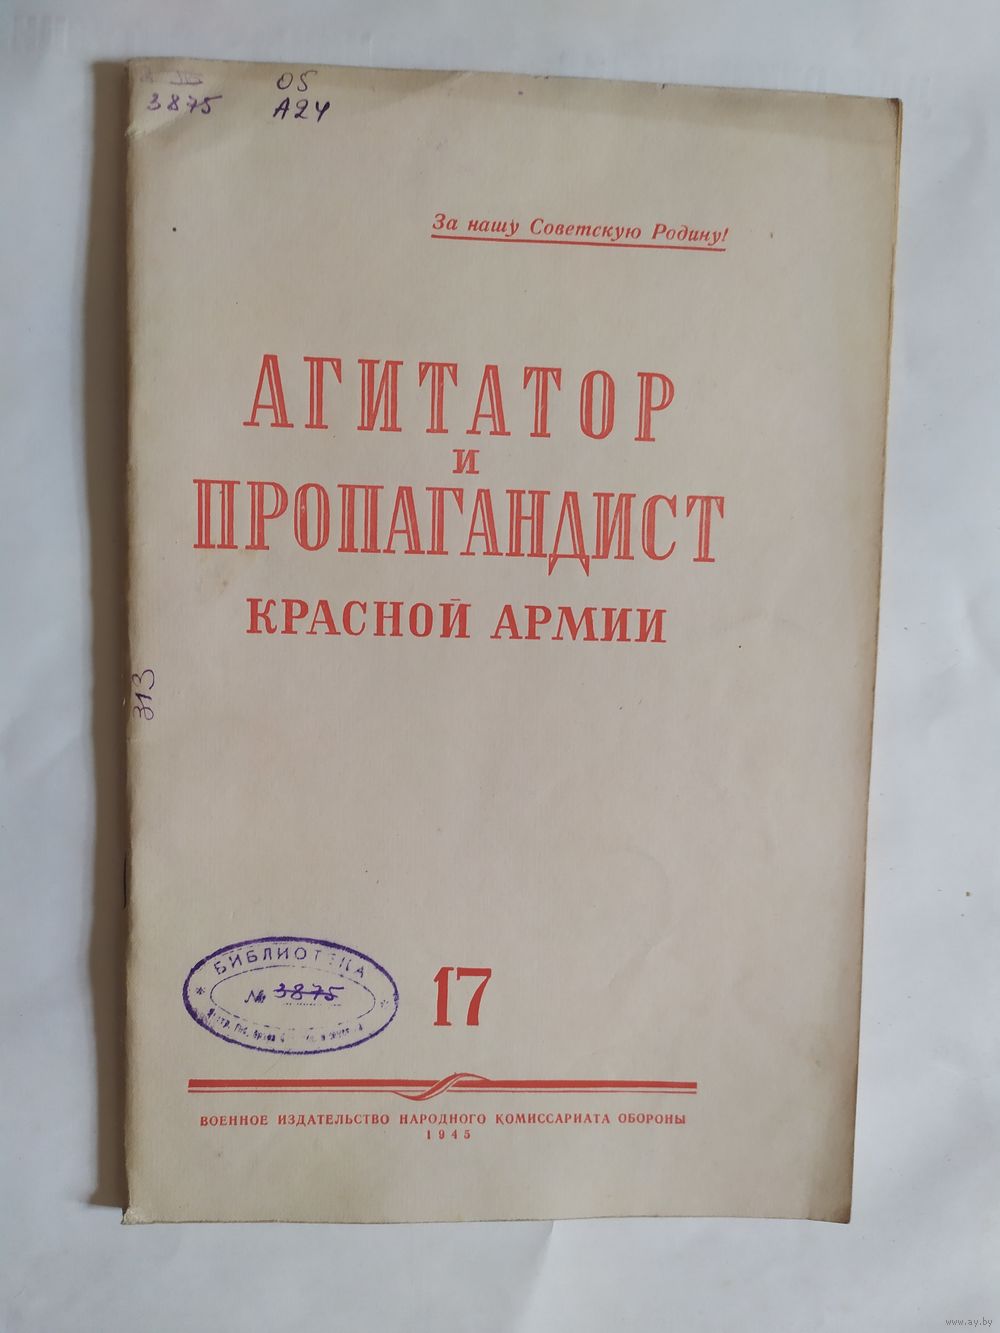 3875
05
А24
За нашу Советскую Родину!
АГИТАТОР
И
ПРОПАГАНДИСТ
КРАСНОЙ АРМИИ
313
БИБЛИОТЕКА
№ 3875
17
ВОЕННОЕ ИЗДАТЕЛЬСТВО НАРОДНОГО КОМИССАРИАТА ОБОРОНЫ
1945
www.ay.by